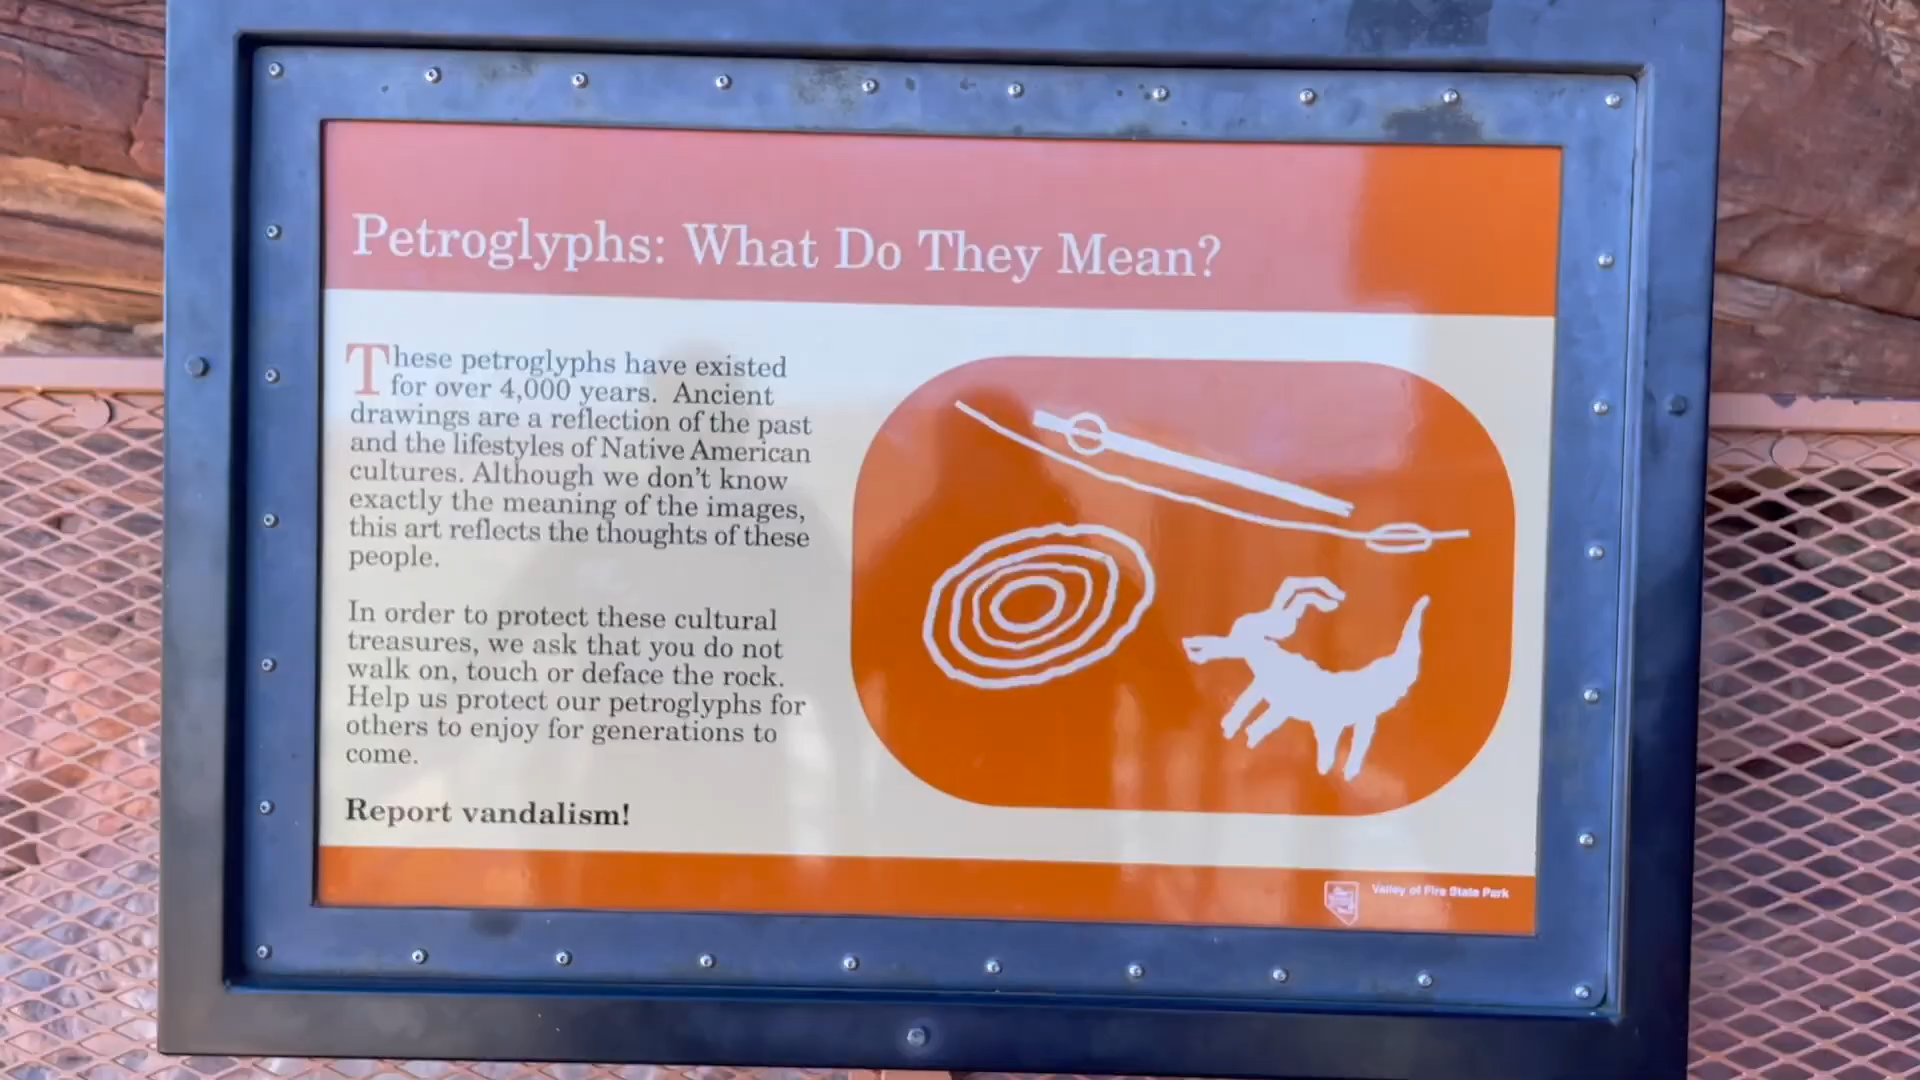 Petroglyphs: What Do They Mean?
These petroglyphs have existed
for over 4,000 years. Ancient
drawings are a reflection of the past
and the lifestyles of Native American
cultures. Although we don't know
exactly the meaning of the images,
this art reflects the thoughts of these
people.
In order to protect these cultural
treasures, we ask that you do not
walk on, touch or deface the rock.
Help us protect our petroglyphs for
others to enjoy for generations to
come.
Report vandalism!
Valley of Fire State Park